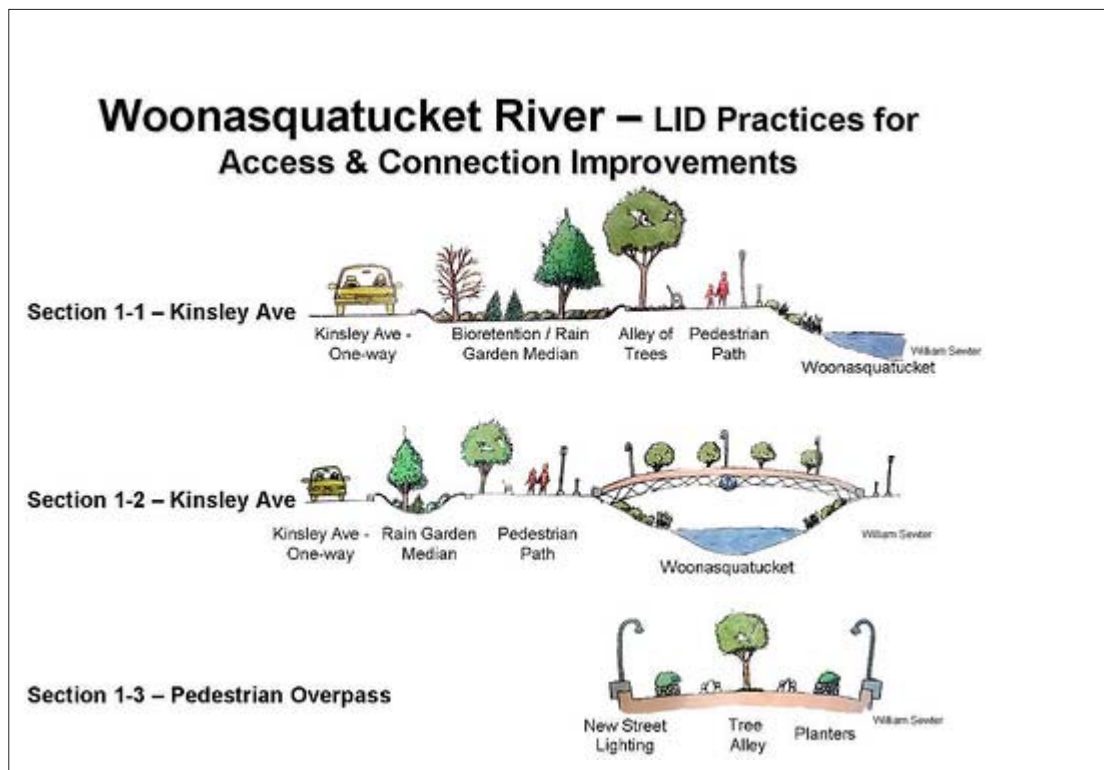 Woonasquatucket River – LID Practices for
Access & Connection Improvements
Section 1-1 – Kinsley Ave
Kinsley Ave -
One-way
Bioretention / Rain
Garden Median
Alley of
Trees
Pedestrian
Path
William Sewter
Woonasquatucket
Section 1-2 – Kinsley Ave
Kinsley Ave -
One-way
Rain Garden
Median
Pedestrian
Path
William Sewter
Woonasquatucket
Section 1-3 – Pedestrian Overpass
New Street
Lighting
Tree
Alley
Planters
William Sewter